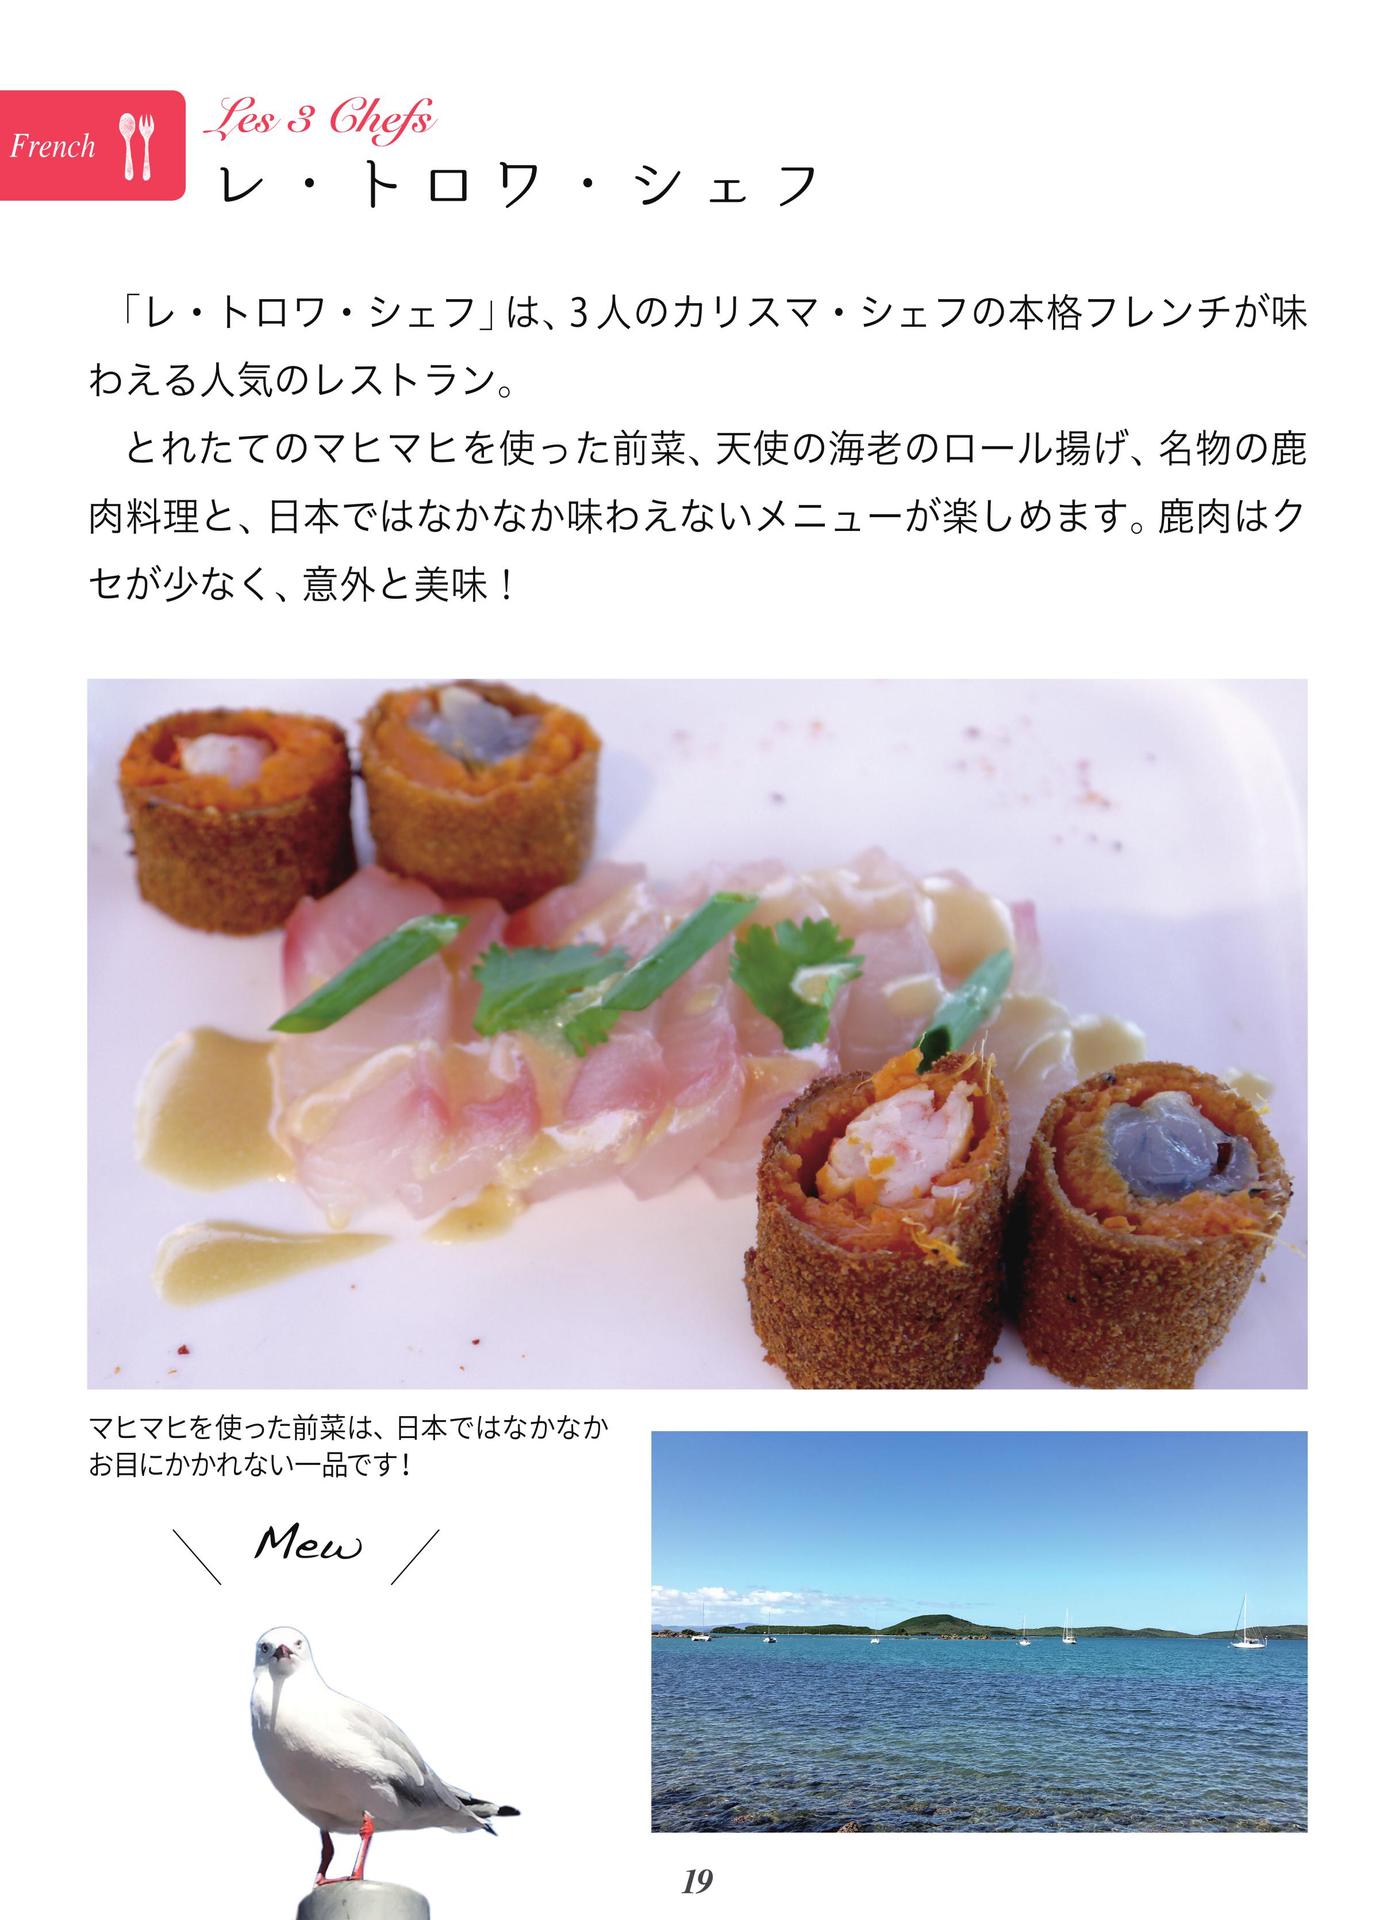 French
Les 3 Chefs
レ・トロワ・シェフ
「レ・トロワ・シェフ」は、3人のカリスマ・シェフの本格フレンチが味
わえる人気のレストラン。
とれたてのマヒマヒを使った前菜、天使の海老のロール揚げ、名物の鹿
肉料理と、日本ではなかなか味わえないメニューが楽しめます。鹿肉はク
セが少なく、意外と美味！
マヒマヒを使った前菜は、日本ではなかなか
お目にかかれない一品です！
Mew
19